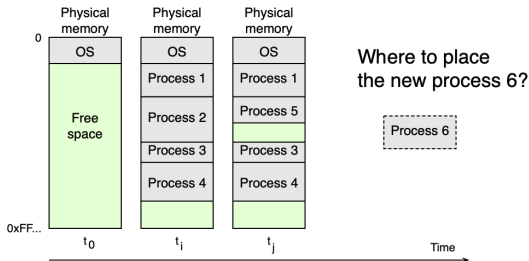 Physical
memory
Physical
memory
Physical
memory
0
OS
OS
OS
Where to place
the new process 6?
Process 1
Process 1
Free
space
Process 2
Process 5
Process 6
Process 3
Process 3
Process 4
Process 4
0xFF...
t0
ti
tj
Time